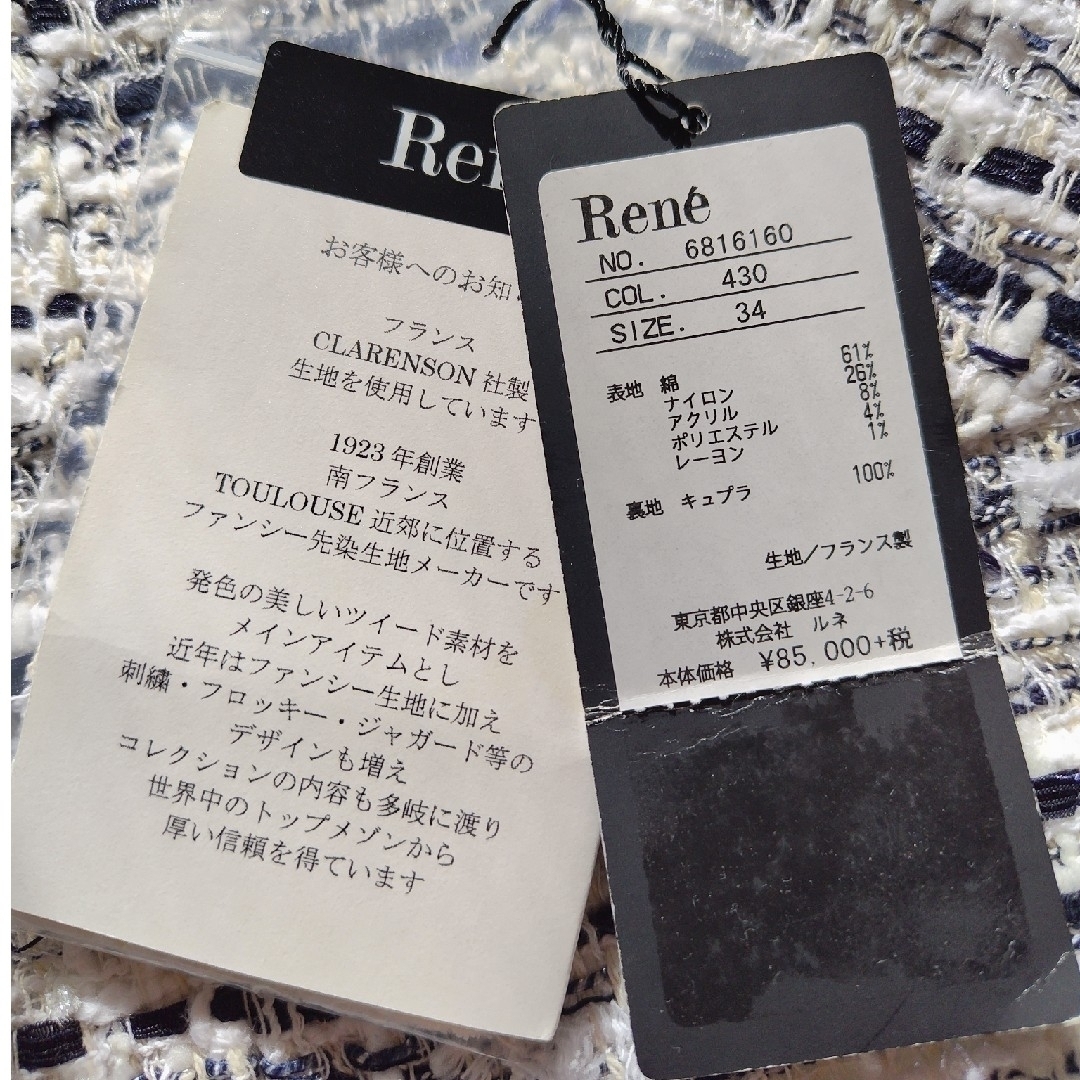 お客様へのお知
フランス
CLARENSON 社製
生地を使用しています
1923年創業
南フランス
TOULOUSE近郊に位置する
ファンシー先染生地メーカーです
発色の美しいツイード素材を
メインアイテムとし
近年はファンシー生地に加え
刺繍・フロッキー・ジャガード等の
デザインも増え
コレクションの内容も多岐に渡り
世界中のトップメゾンから
厚い信頼を得ています
René
NO. 6816160
COL. 430
SIZE. 34
表地 綿 61%
ナイロン 26%
アクリル 8%
ポリエステル 4%
レーヨン 1%
裏地 キュプラ 100%
生地/フランス製
東京都中央区銀座4-2-6
株式会社 ルネ
本体価格 ¥85,000+税